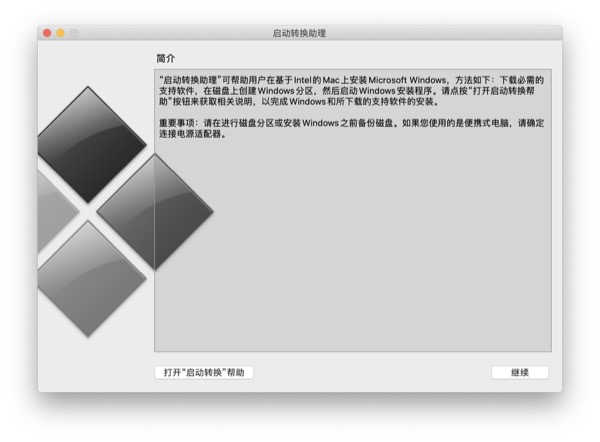 启动转换助理
简介
“启动转换助理”可帮助用户在基于Intel的Mac上安装Microsoft Windows，方法如下：下载必需的
支持软件，在磁盘上创建Windows分区，然后启动Windows安装程序。请点按“打开启动转换帮
助”按钮来获取相关说明，以完成Windows和所下载的支持软件的安装。
重要事项：请在进行磁盘分区或安装Windows之前备份磁盘。如果您使用的是便携式电脑，请确定
连接电源适配器。
打开“启动转换”帮助
继续